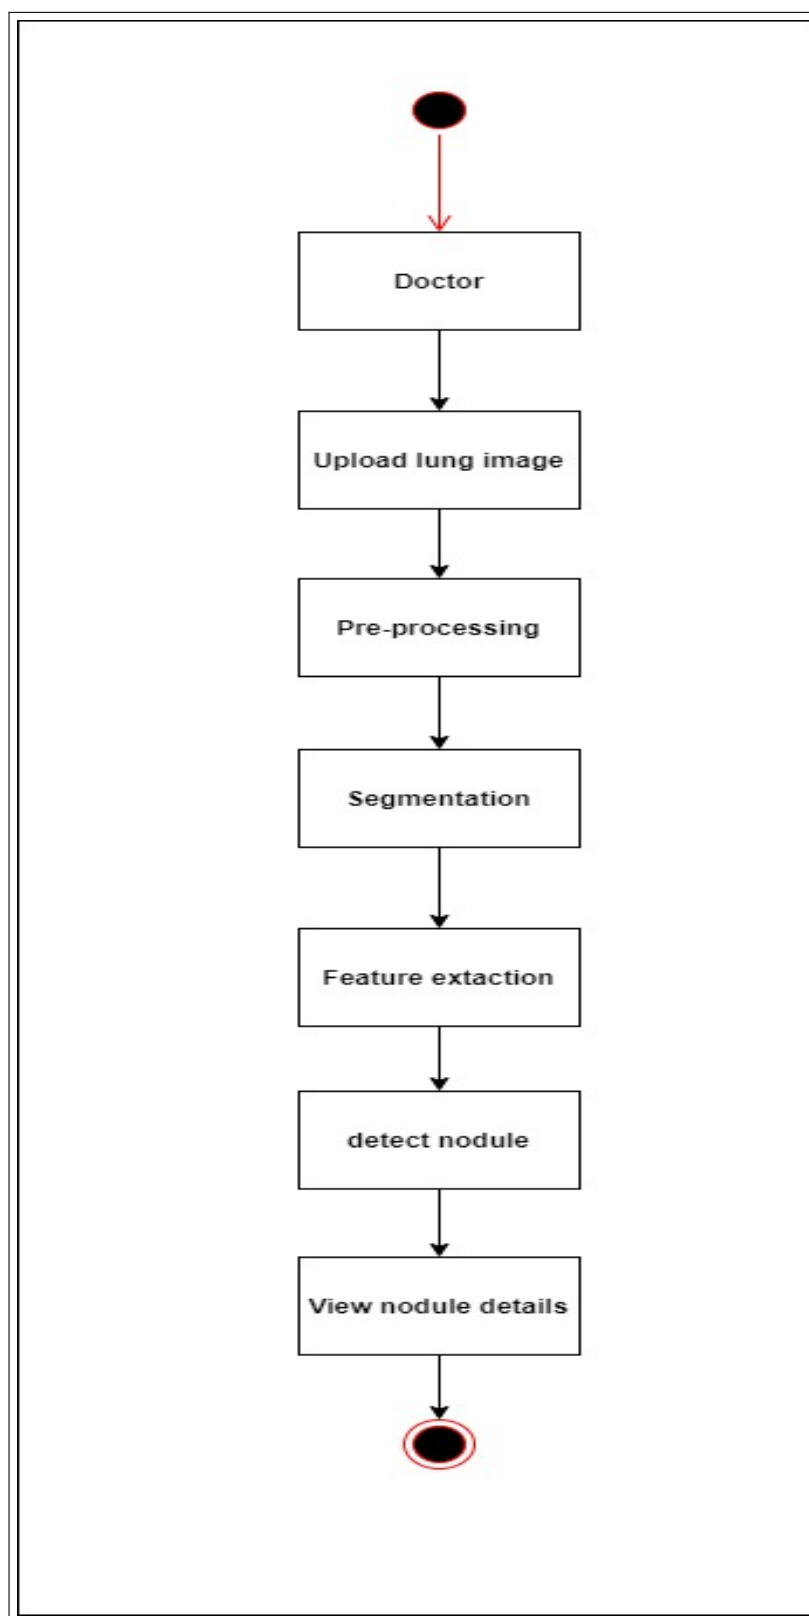 Doctor
Upload lung image
Pre-processing
Segmentation
Feature extaction
detect nodule
View nodule details